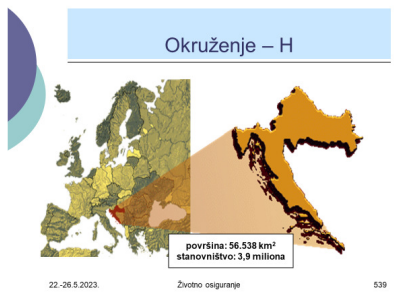 Okruženje – H
površina: 56.538 km²
stanovništvo: 3,9 miliona
22.-26.5.2023.
Životno osiguranje
539